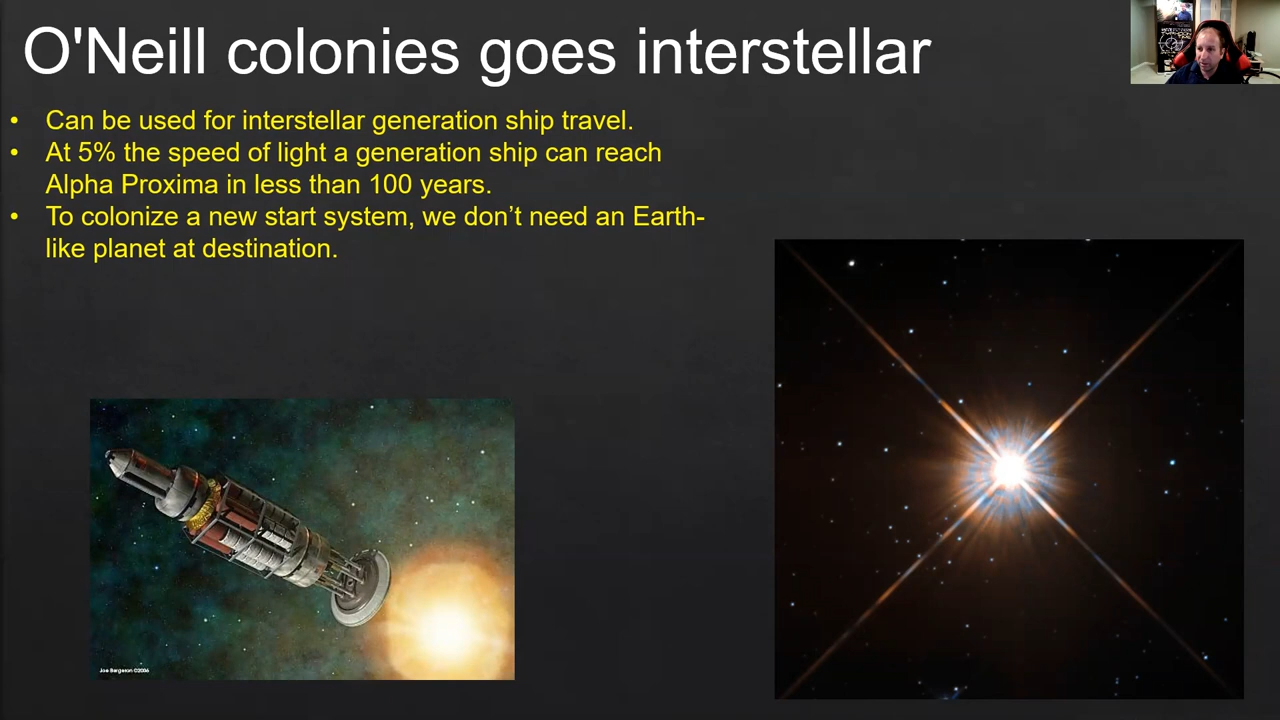 O'Neill colonies goes interstellar
• Can be used for interstellar generation ship travel.
• At 5% the speed of light a generation ship can reach
Alpha Proxima in less than 100 years.
• To colonize a new start system, we don’t need an Earth-
like planet at destination.
Joe Bergeron ©2006